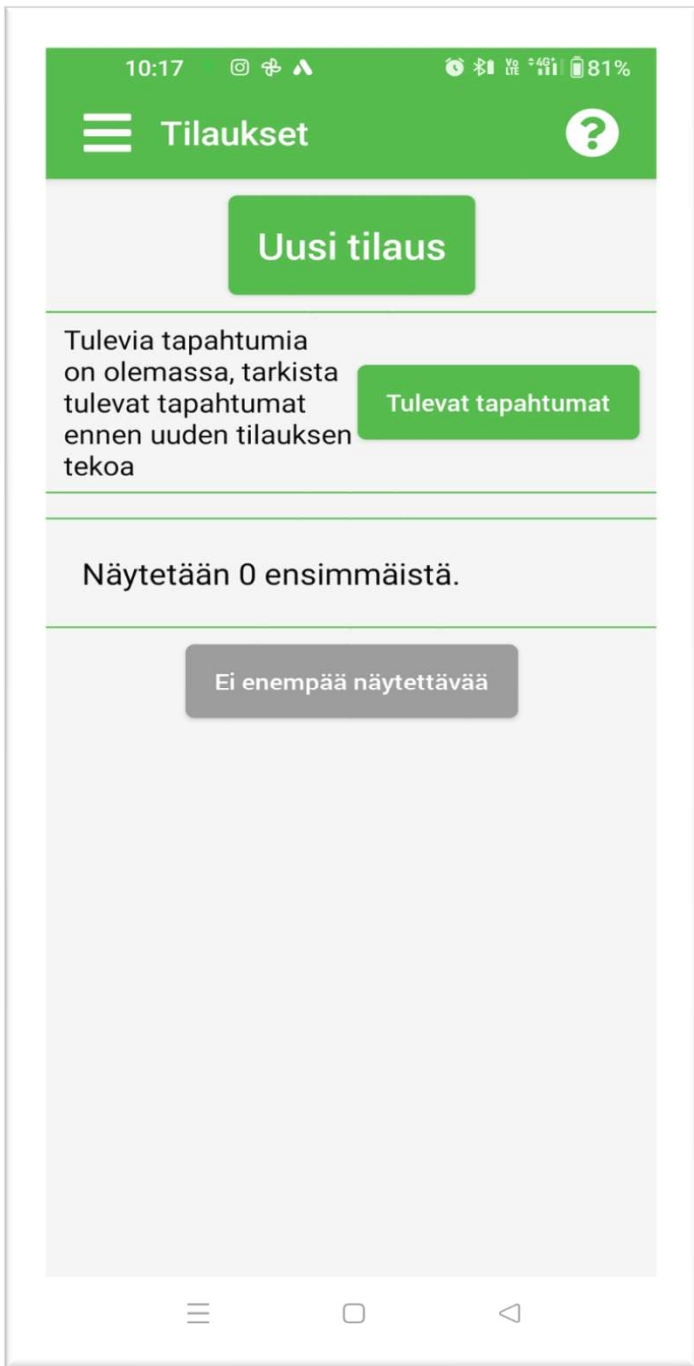 10:17 81%
Tilaukset ?
Uusi tilaus
Tulevia tapahtumia
on olemassa, tarkista
tulevat tapahtumat
ennen uuden tilauksen
tekoa
Tulevat tapahtumat
Näytetään 0 ensimmäistä.
Ei enempää näytettävää